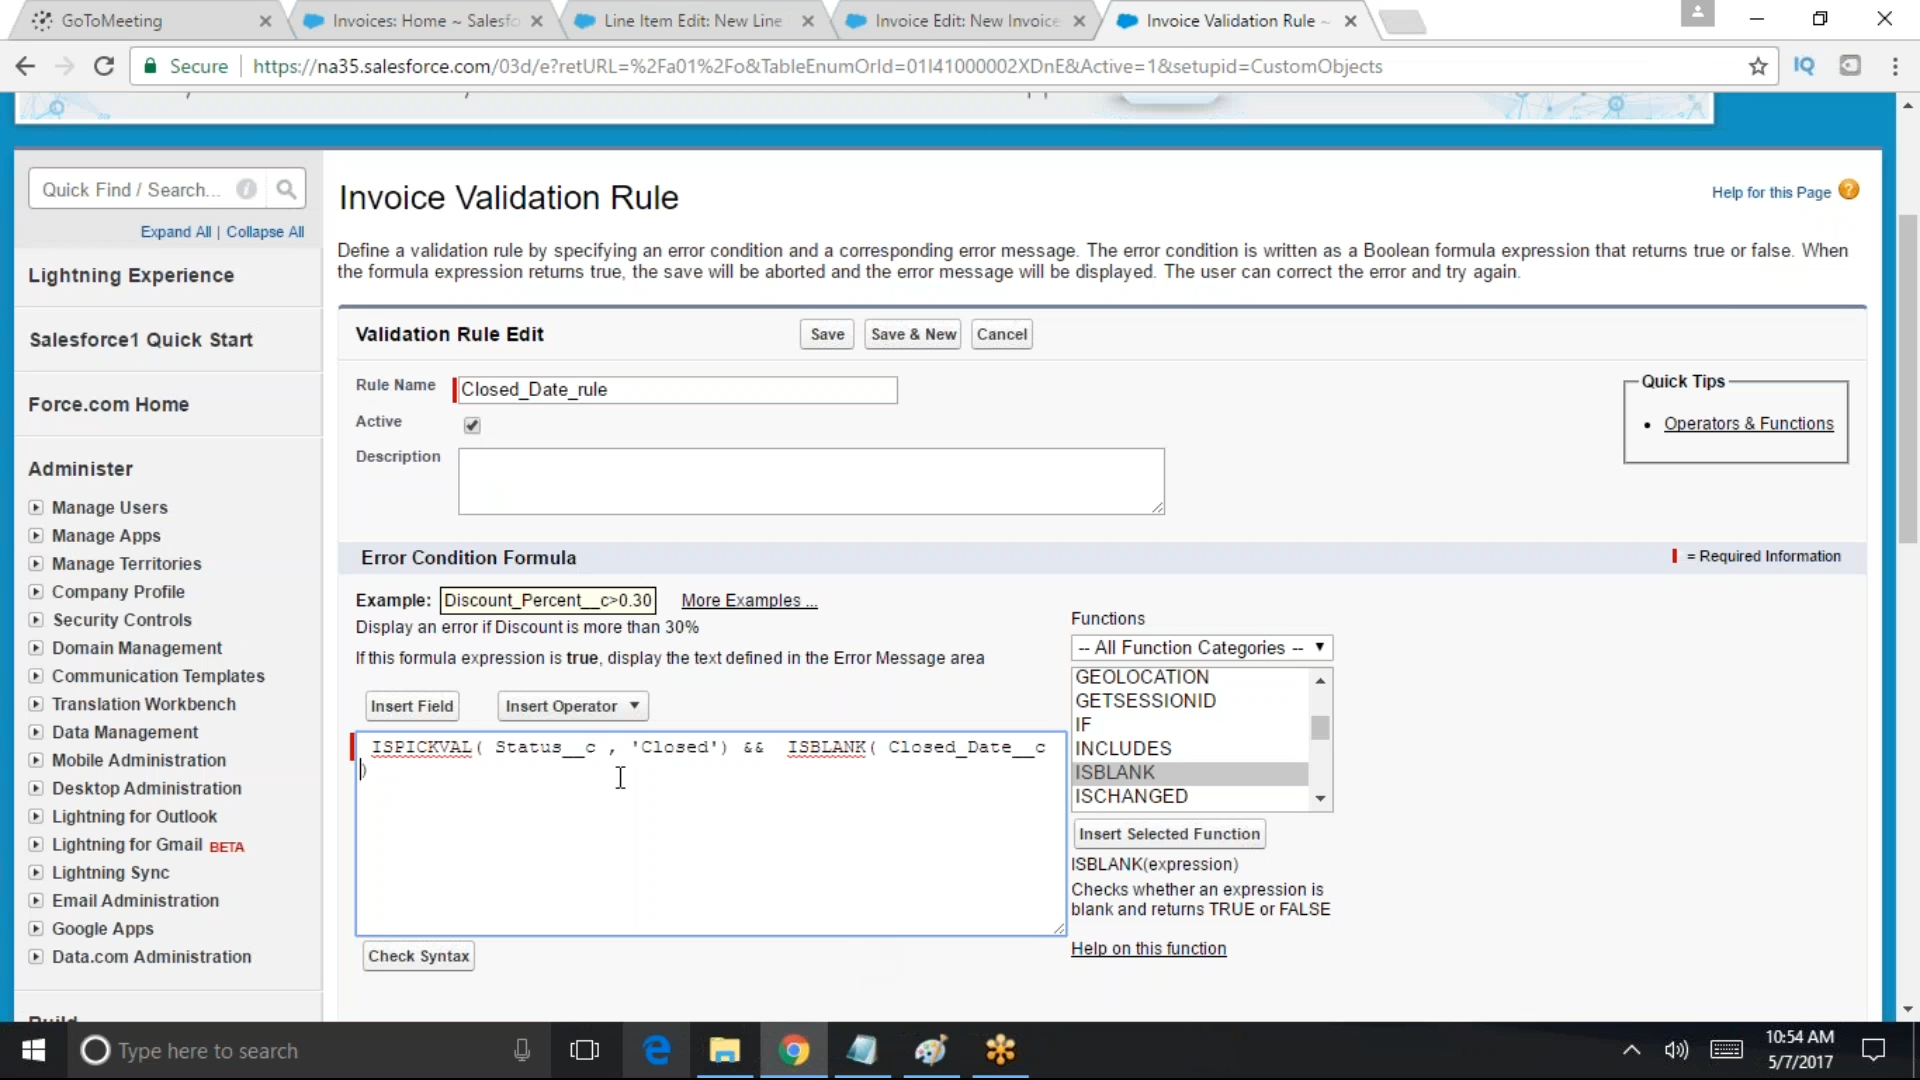 GoToMeeting
Invoices: Home ~ Salesfo
Line Item Edit: New Line
Invoice Edit: New Invoice
Invoice Validation Rule ~
Secure
https://na35.salesforce.com/03d/e?retURL=%2Fa01%2Fo&TableEnumOrId=01I41000002XDnE&Active=1&setupid=CustomObjects
IQ
Quick Find / Search...
Expand All | Collapse All
Lightning Experience
Salesforce1 Quick Start
Force.com Home
Administer
Manage Users
Manage Apps
Manage Territories
Company Profile
Security Controls
Domain Management
Communication Templates
Translation Workbench
Data Management
Mobile Administration
Desktop Administration
Lightning for Outlook
Lightning for Gmail BETA
Lightning Sync
Email Administration
Google Apps
Data.com Administration
Build
Invoice Validation Rule
Help for this Page
Define a validation rule by specifying an error condition and a corresponding error message. The error condition is written as a Boolean formula expression that returns true or false. When
the formula expression returns true, the save will be aborted and the error message will be displayed. The user can correct the error and try again.
Validation Rule Edit
Save
Save & New
Cancel
Rule Name
Closed_Date_rule
Active
Description
Quick Tips
• Operators & Functions
Error Condition Formula
= Required Information
Example: Discount_Percent__c>0.30 More Examples ...
Display an error if Discount is more than 30%
If this formula expression is true, display the text defined in the Error Message area
Insert Field
Insert Operator
ISPICKVAL( Status__c , 'Closed') && ISBLANK( Closed_Date__c
)
Check Syntax
Functions
-- All Function Categories --
GEOLOCATION
GETSESSIONID
IF
INCLUDES
ISBLANK
ISCHANGED
Insert Selected Function
ISBLANK(expression)
Checks whether an expression is
blank and returns TRUE or FALSE
Help on this function
Type here to search
10:54 AM
5/7/2017